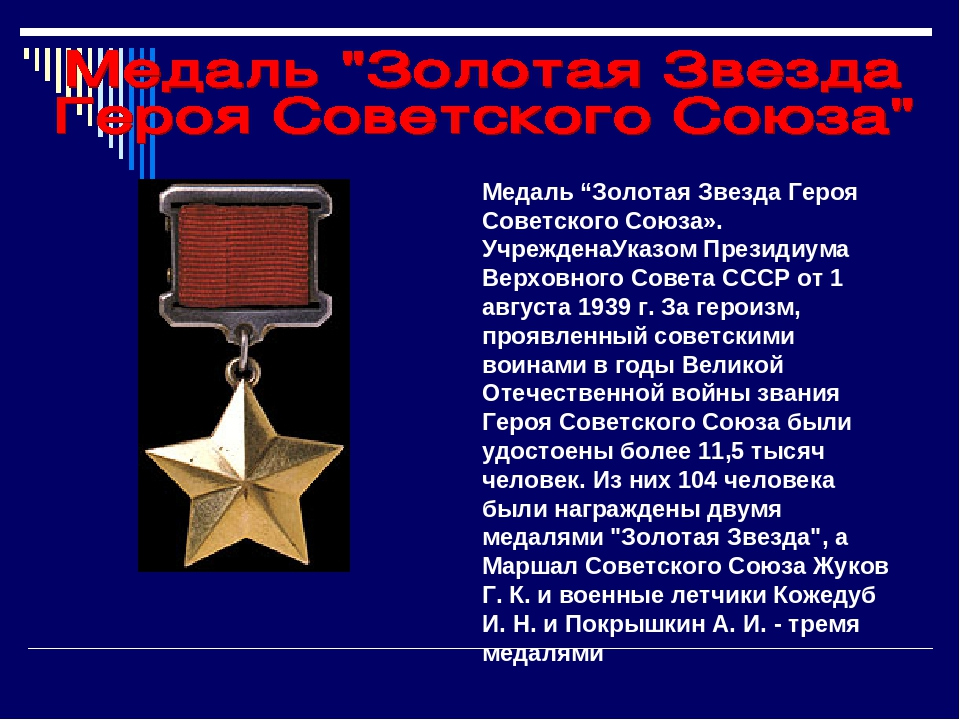 Медаль "Золотая Звезда
Героя Советского Союза"
Медаль “Золотая Звезда Героя
Советского Союза».
УчрежденаУказом Президиума
Верховного Совета СССР от 1
августа 1939 г. За героизм,
проявленный советскими
воинами в годы Великой
Отечественной войны звания
Героя Советского Союза были
удостоены более 11,5 тысяч
человек. Из них 104 человека
были награждены двумя
медалями "Золотая Звезда", а
Маршал Советского Союза Жуков
Г. К. и военные летчики Кожедуб
И. Н. и Покрышкин А. И. - тремя
медалями